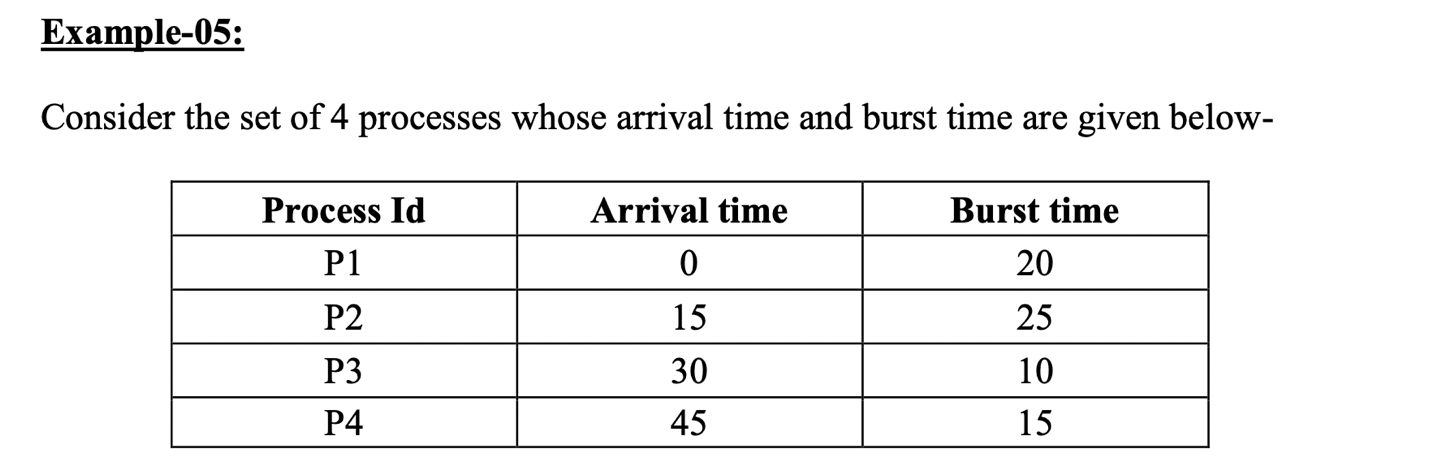 Example-05:
Consider the set of 4 processes whose arrival time and burst time are given below-
Process Id Arrival time Burst time
P1 0 20
P2 15 25
P3 30 10
P4 45 15